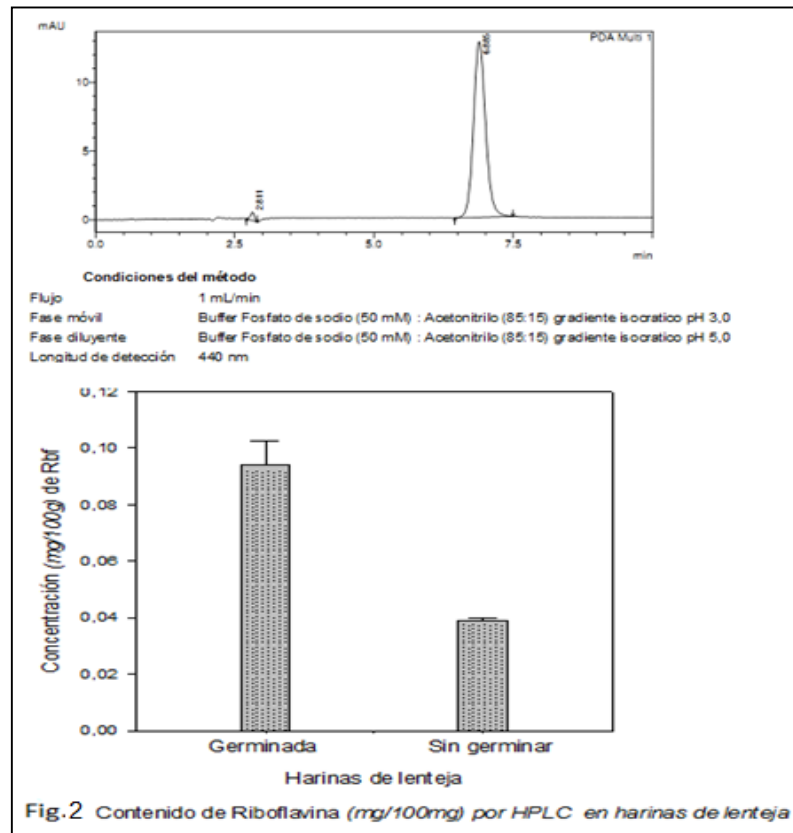 mAU
PDA Multi 1
10
5
0
2.811
6.885
0.0 2.5 5.0 7.5
min
Condiciones del método
Flujo 1 mL/min
Fase móvil Buffer Fosfato de sodio (50 mM) : Acetonitrilo (85:15) gradiente isocratico pH 3,0
Fase diluyente Buffer Fosfato de sodio (50 mM) : Acetonitrilo (85:15) gradiente isocratico pH 5,0
Longitud de detección 440 nm
Concentración (mg/100g) de Rbf
0,12
0,10
0,08
0,06
0,04
0,02
0,00
Germinada Sin germinar
Harinas de lenteja
Fig.2 Contenido de Riboflavina (mg/100mg) por HPLC en harinas de lenteja